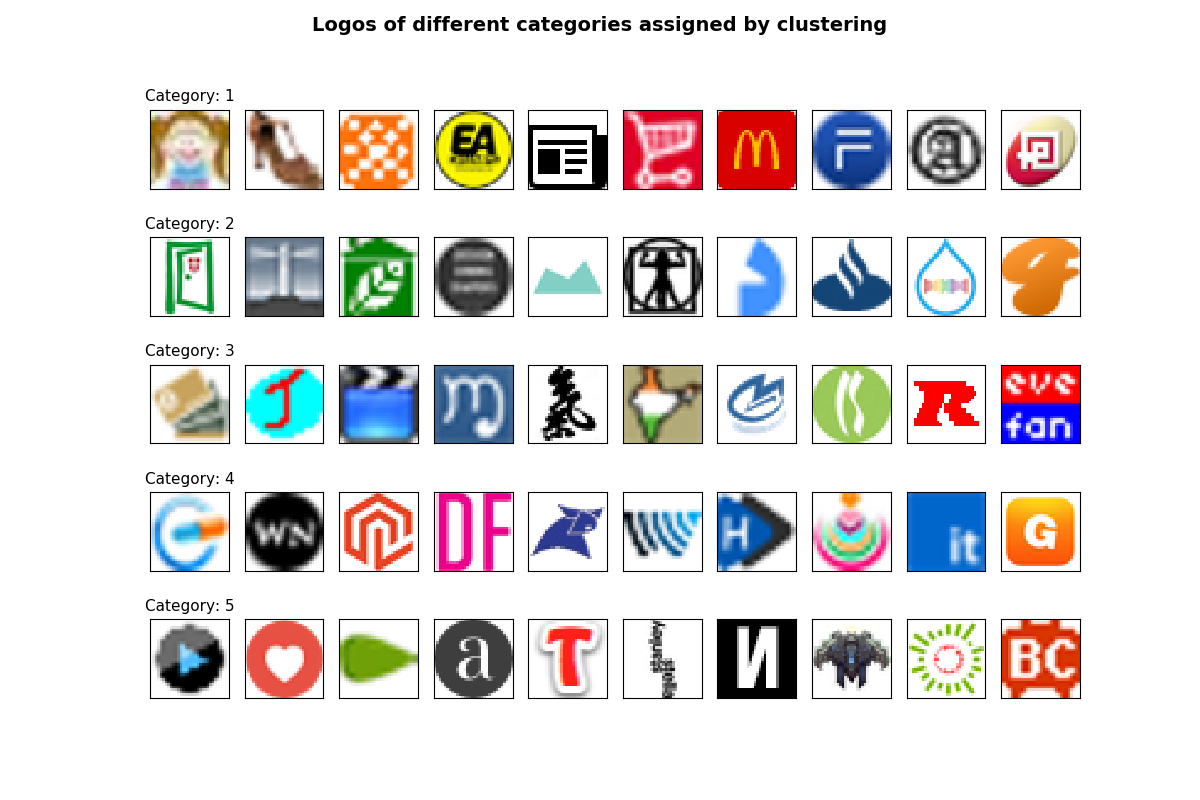 Logos of different categories assigned by clustering
Category: 1
EA
F
@
Category: 2
Category: 3
J
R
eve
fan
Category: 4
WN
DF
H
it
G
Category: 5
a
T
И
BC